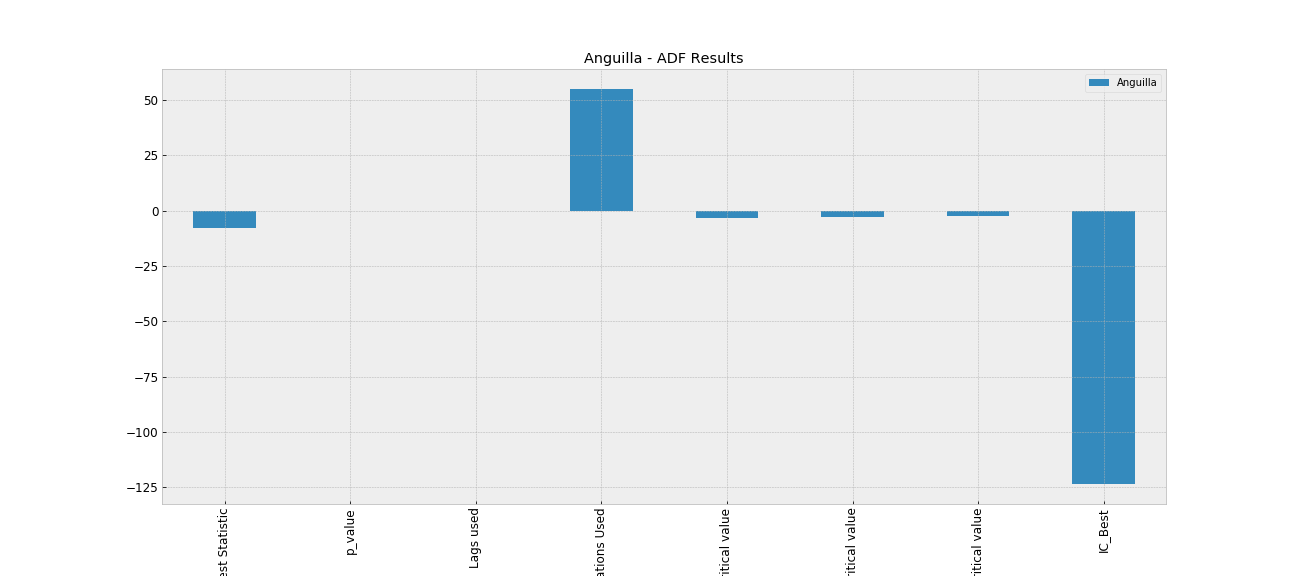 Anguilla - ADF Results
Anguilla
50
25
0
−25
−50
−75
−100
−125
est Statistic
p_value
Lags used
ations Used
itical value
ritical value
ritical value
IC_Best